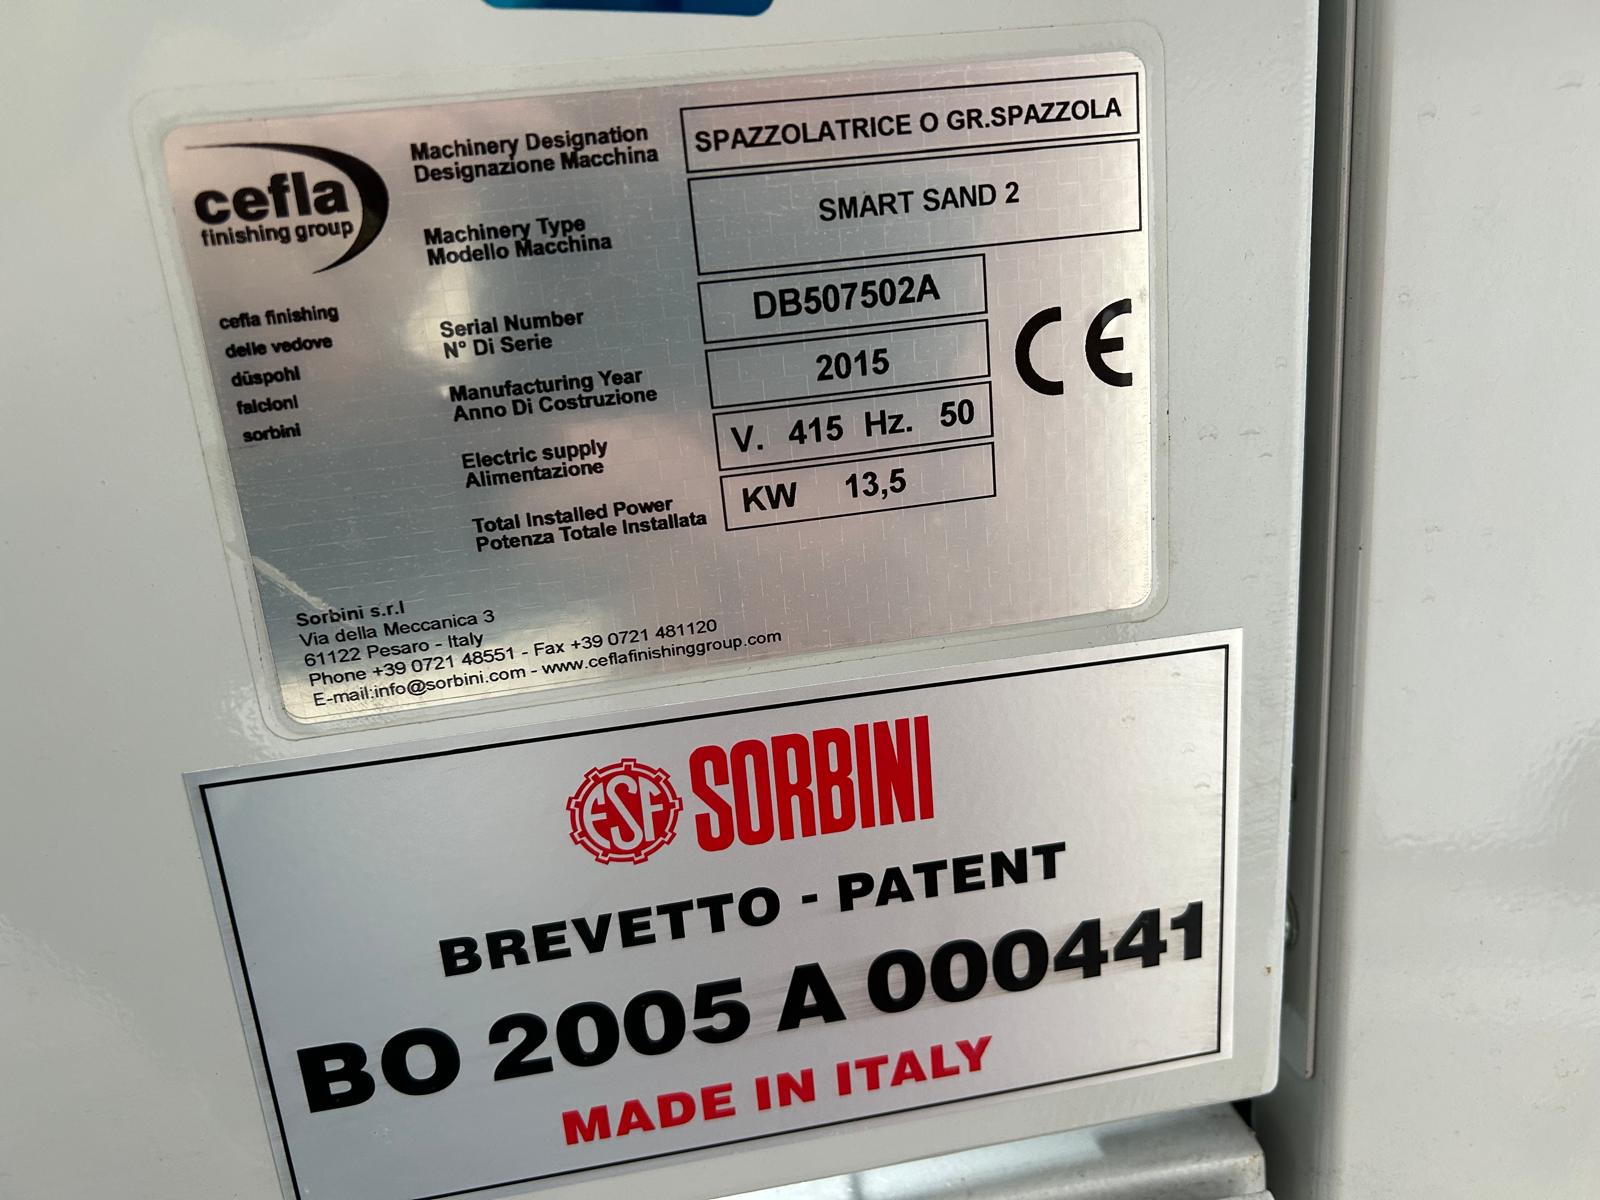 cefla
finishing group
cefla finishing
delle vedove
düspohl
falcioni
sorbini
Machinery Designation
Designazione Macchina
SPAZZOLATRICE O GR.SPAZZOLA
Machinery Type
Modello Macchina
SMART SAND 2
Serial Number
N° Di Serie
DB507502A
Manufacturing Year
Anno Di Costruzione
2015
Electric supply
Alimentazione
V. 415 Hz. 50
Total Installed Power
Potenza Totale Installata
KW 13,5
CE
Sorbini s.r.l
Via della Meccanica 3
61122 Pesaro - Italy
Phone +39 0721 48551 - Fax +39 0721 481120
E-mail:info@sorbini.com - www.ceflafinishinggroup.com
FSF SORBINI
BREVETTO - PATENT
BO 2005 A 000441
MADE IN ITALY